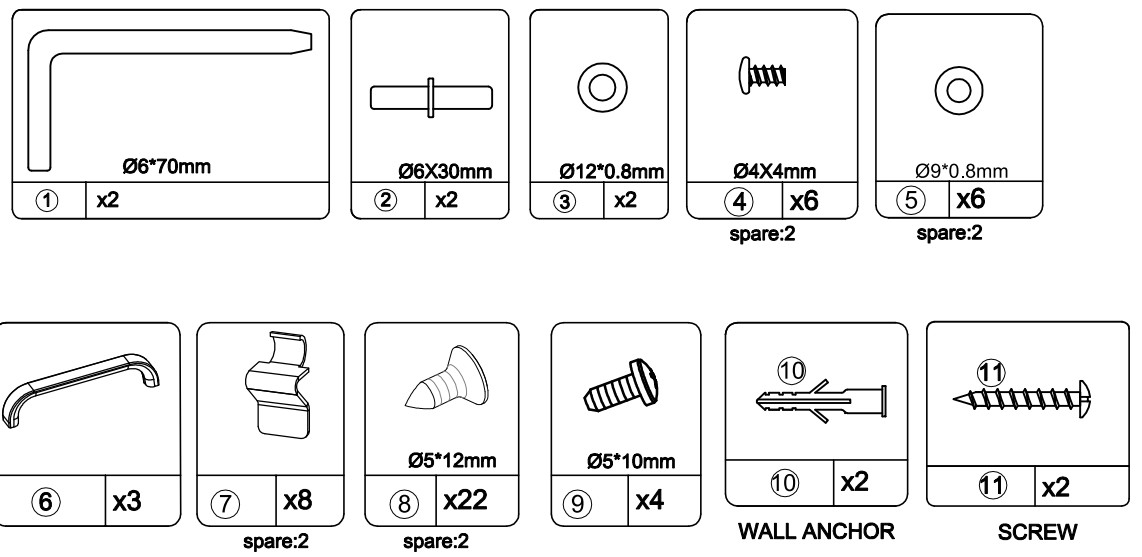 Ø6*70mm
① x2
Ø6X30mm
② x2
Ø12*0.8mm
③ x2
Ø4X4mm
④ x6
spare:2
Ø9*0.8mm
⑤ x6
spare:2
⑥ x3
⑦ x8
spare:2
Ø5*12mm
⑧ x22
spare:2
Ø5*10mm
⑨ x4
⑩
⑩ x2
WALL ANCHOR
⑪
⑪ x2
SCREW